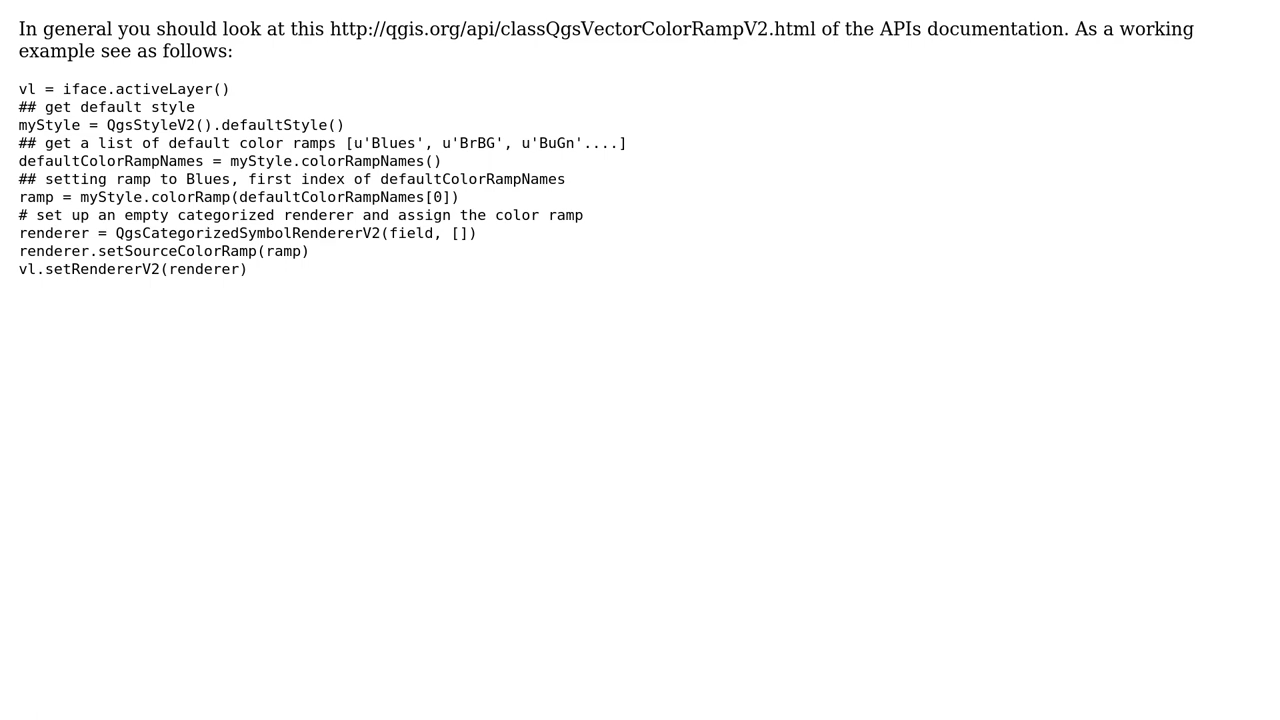 In general you should look at this http://qgis.org/api/classQgsVectorColorRampV2.html of the APIs documentation. As a working
example see as follows:
vl = iface.activeLayer()
## get default style
myStyle = QgsStyleV2().defaultStyle()
## get a list of default color ramps [u'Blues', u'BrBG', u'BuGn'....]
defaultColorRampNames = myStyle.colorRampNames()
## setting ramp to Blues, first index of defaultColorRampNames
ramp = myStyle.colorRamp(defaultColorRampNames[0])
# set up an empty categorized renderer and assign the color ramp
renderer = QgsCategorizedSymbolRendererV2(field, [])
renderer.setSourceColorRamp(ramp)
vl.setRendererV2(renderer)